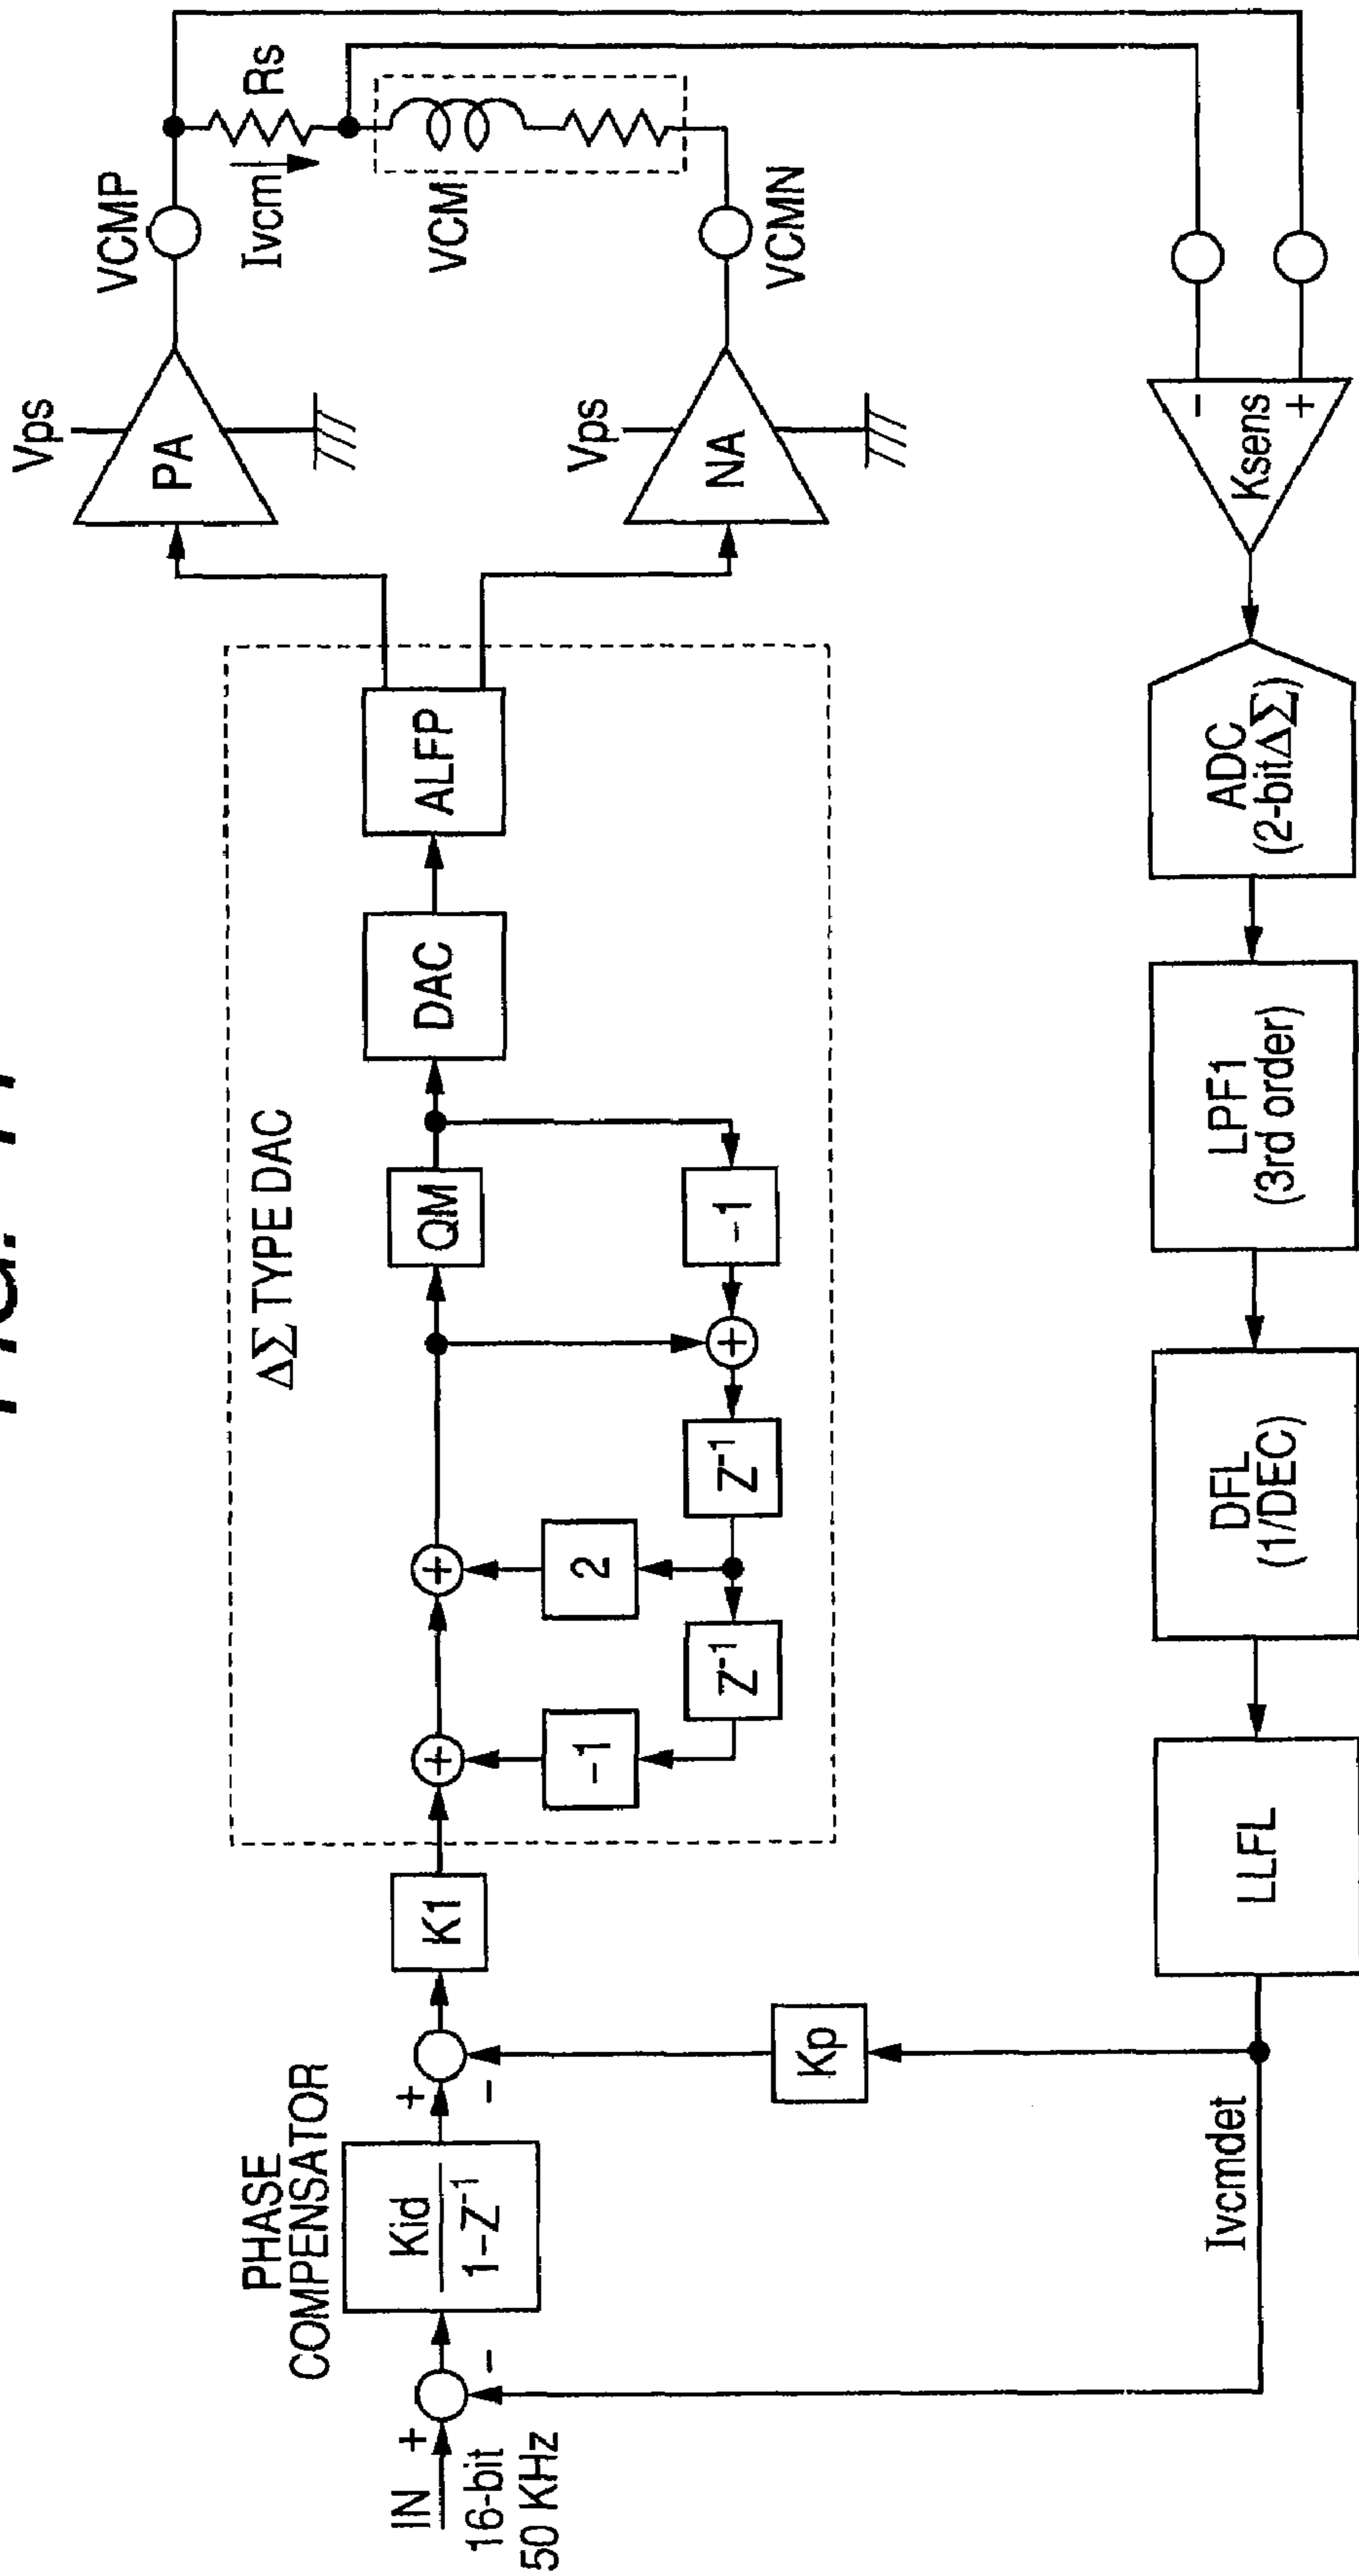 PHASE
COMPENSATOR
IN
+
-
16-bit
50 KHz
Kid
1-Z⁻¹
+
-
K1
Kp
ΔΣ TYPE DAC
+
+
-1
2
Z⁻¹
Z⁻¹
+
QM
-1
DAC
ALFP
Vps
PA
VCMP
Ivcm
Rs
VCM
Vps
NA
VCMN
Ivcmdet
LLFL
DFL
(1/DEC)
LPF1
(3rd order)
ADC
(2-bitΔΣ)
Ksens
-
+